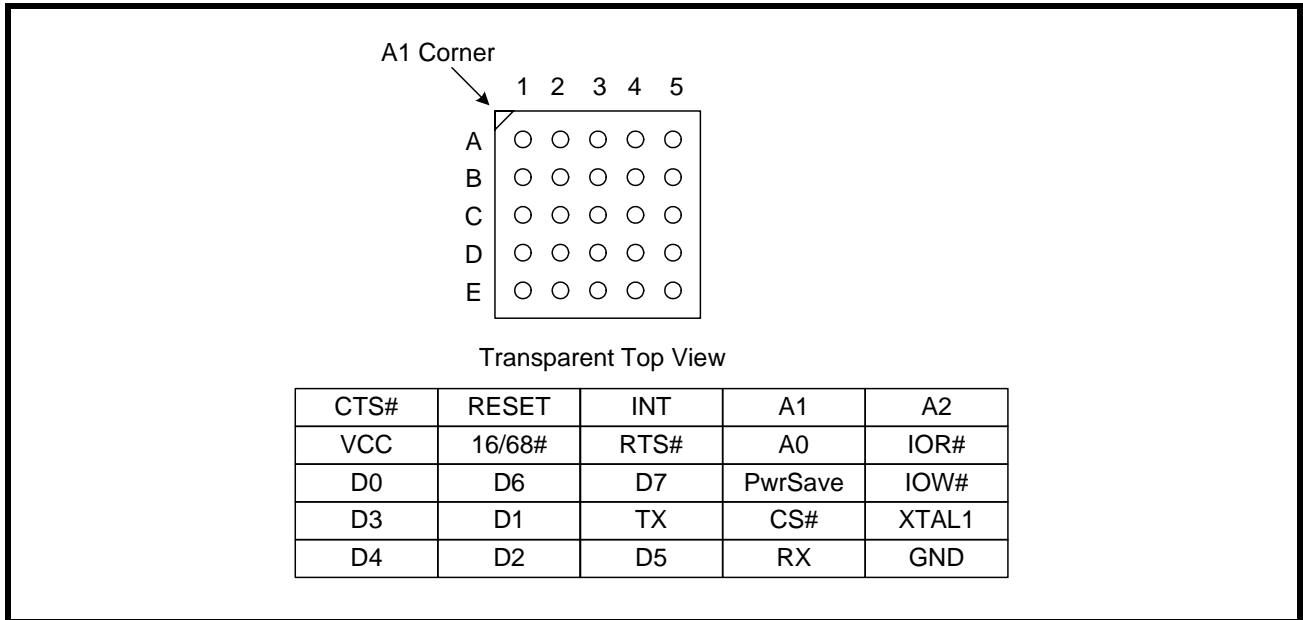 A1 Corner
1 2 3 4 5
A
B
C
D
E
Transparent Top View
CTS# RESET INT A1 A2
VCC 16/68# RTS# A0 IOR#
D0 D6 D7 PwrSave IOW#
D3 D1 TX CS# XTAL1
D4 D2 D5 RX GND